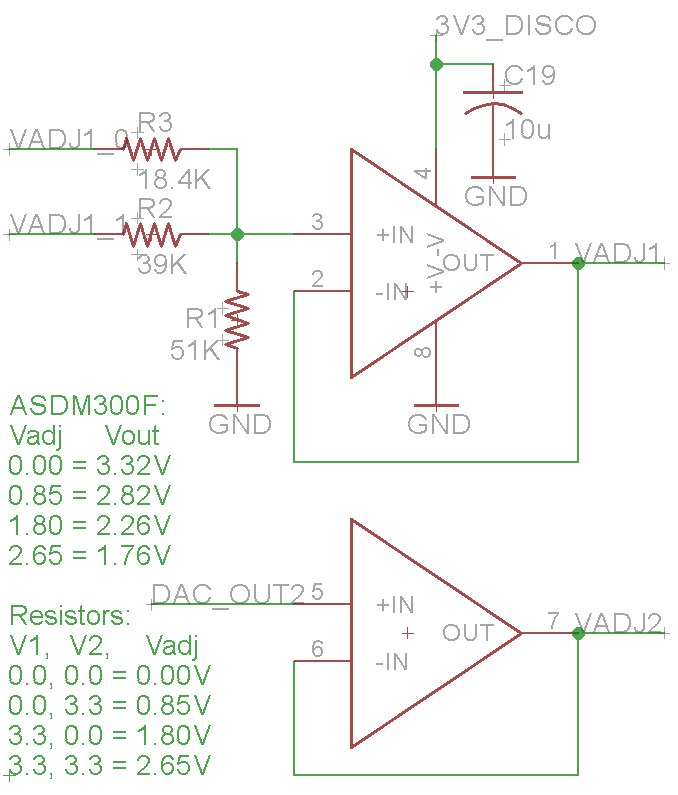 3V3_DISCO
C19
10u
GND
VADJ1_0
R3
18.4K
VADJ1_1
R2
39K
R1
51K
GND
3
+IN
2
-IN
4
+V-V
OUT
8
GND
1
VADJ1
ASDM300F:
Vadj Vout
0.00 = 3.32V
0.85 = 2.82V
1.80 = 2.26V
2.65 = 1.76V
DAC_OUT2
5
+IN
6
-IN
OUT
7
VADJ2
Resistors:
V1, V2, Vadj
0.0, 0.0 = 0.00V
0.0, 3.3 = 0.85V
3.3, 0.0 = 1.80V
3.3, 3.3 = 2.65V